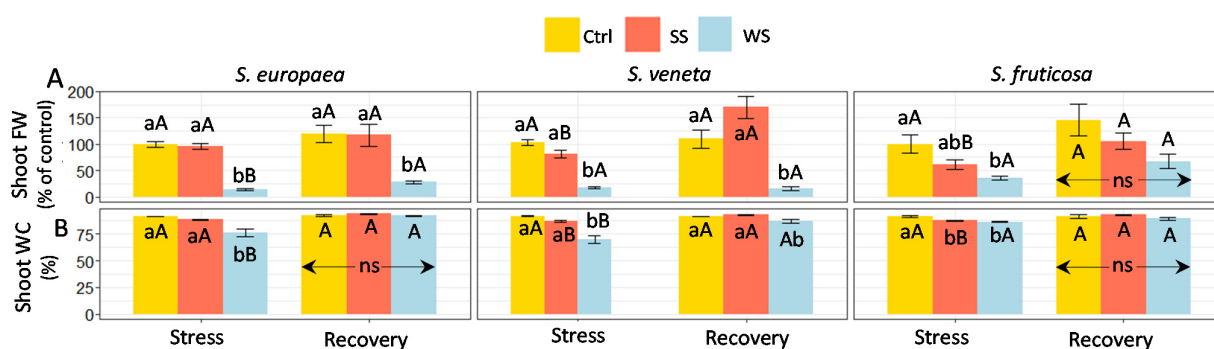 Ctrl SS WS
A S. europaea S. veneta S. fruticosa
Shoot FW
(% of control)
200
150
100
50
0
aA aA bB aA aA bA
aA aB bA aA aA bA
aA abB bA A A A
ns
B
Shoot WC
(%)
75
50
25
0
aA aA bB A A A
ns
aA aB bB aA aA Ab
aA bB bA A A A
ns
Stress Recovery Stress Recovery Stress Recovery